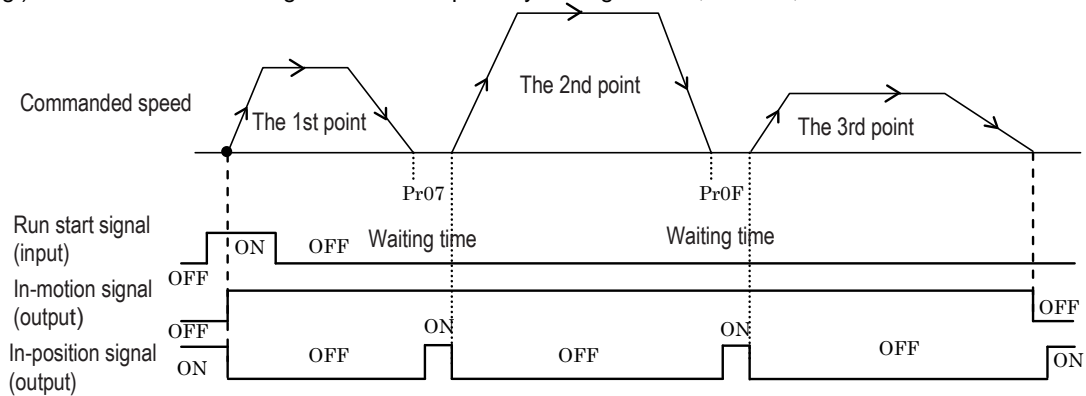 The 2nd point
Commanded speed
The 1st point
The 3rd point
Pr07
Pr0F
Run start signal
(input)
ON
OFF
Waiting time
Waiting time
OFF
In-motion signal
(output)
OFF
OFF
In-position signal
(output)
ON
OFF
ON
OFF
ON
OFF
ON